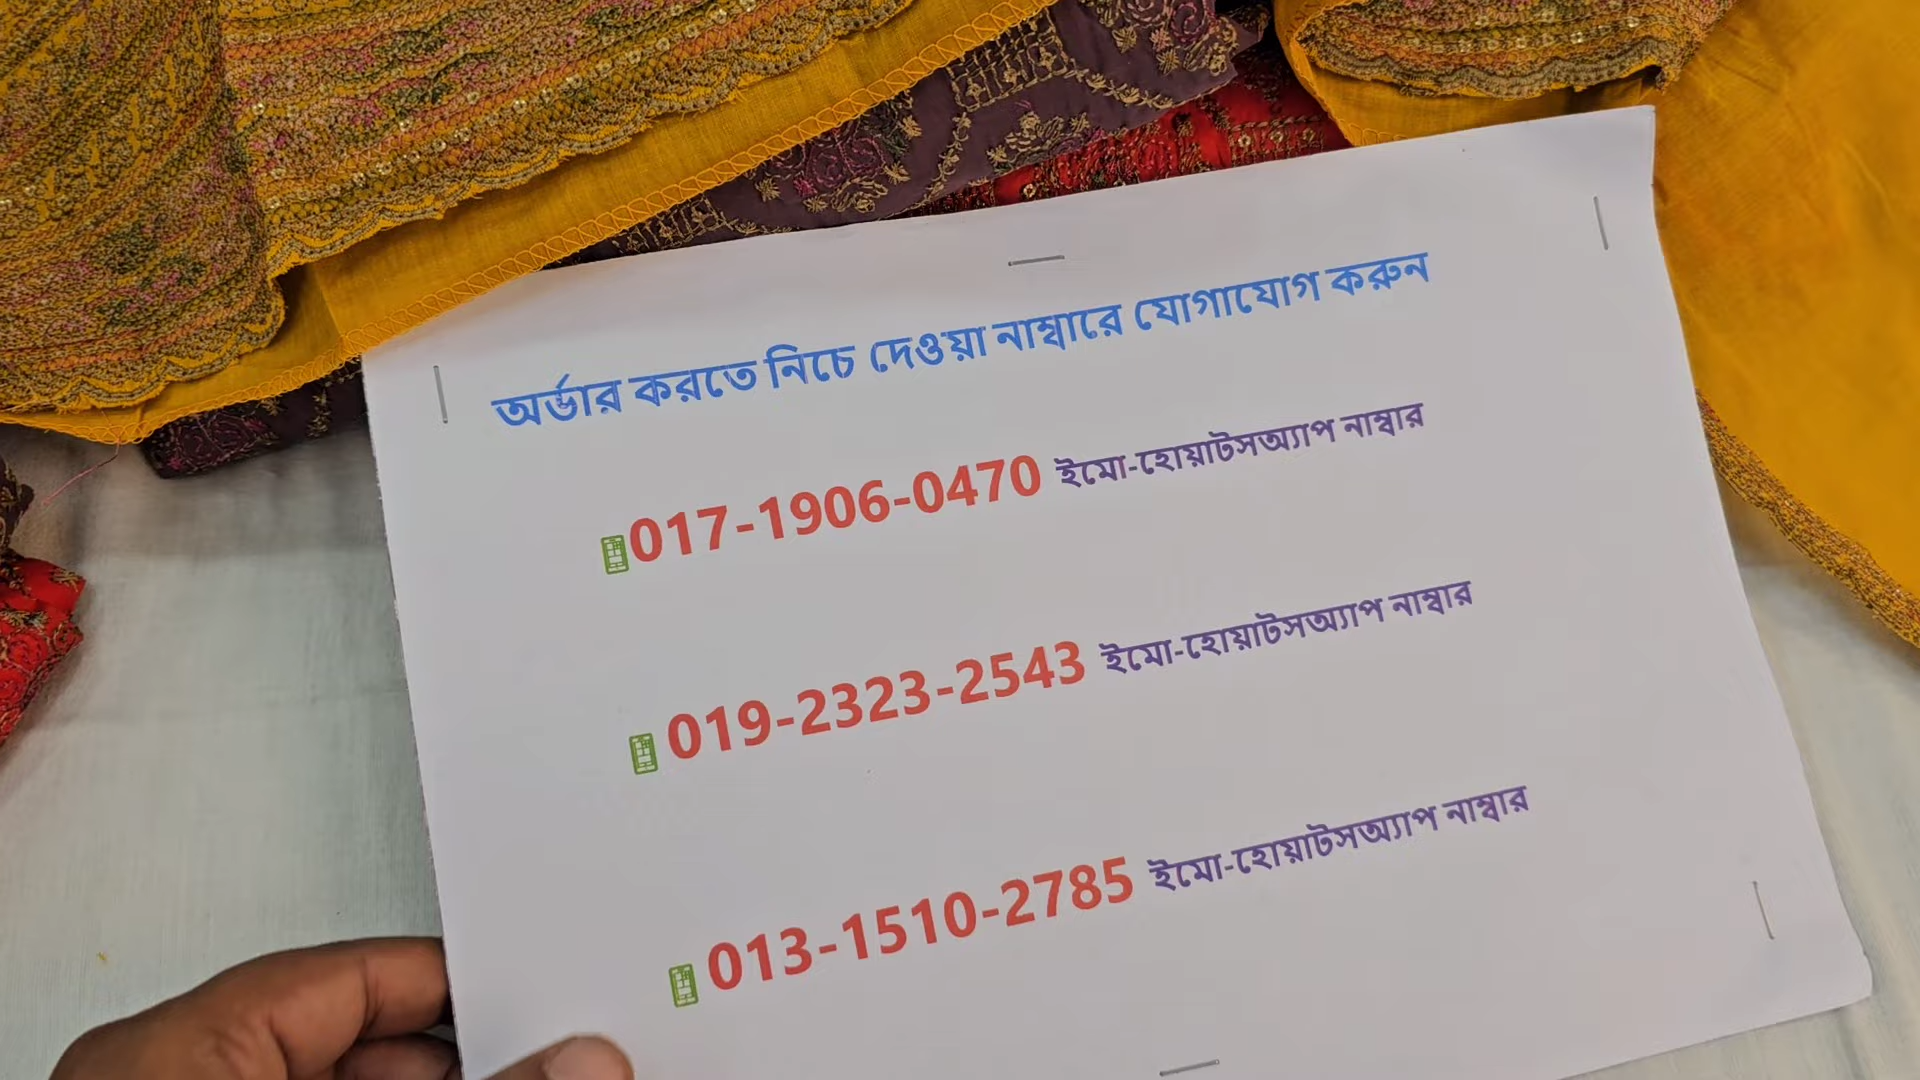 অর্ডার করতে নিচে দেওয়া নাম্বারে যোগাযোগ করুন
017-1906-0470 ইমো-হোয়াটসঅ্যাপ নাম্বার
019-2323-2543 ইমো-হোয়াটসঅ্যাপ নাম্বার
013-1510-2785 ইমো-হোয়াটসঅ্যাপ নাম্বার